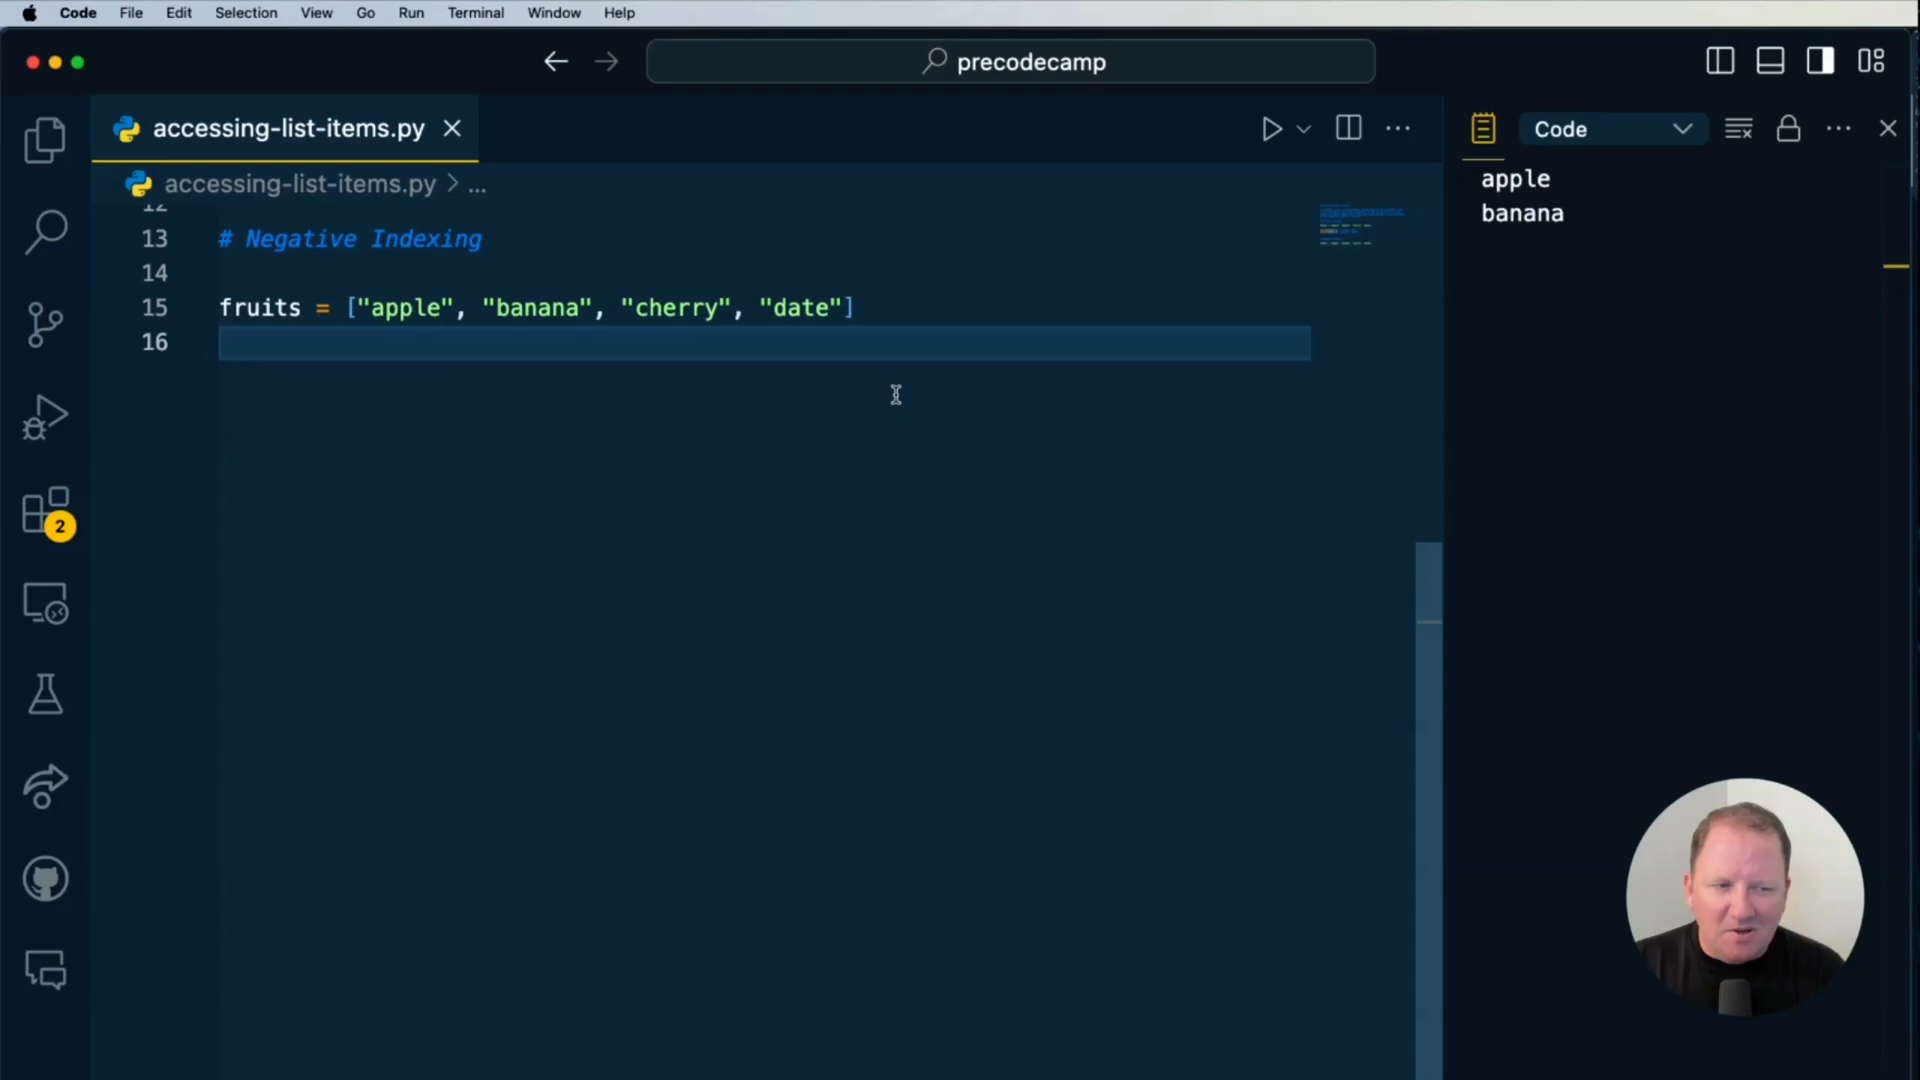 Code File Edit Selection View Go Run Terminal Window Help
precodecamp
accessing-list-items.py
Code
accessing-list-items.py > ...
apple
banana
12
13 # Negative Indexing
14
15 fruits = ["apple", "banana", "cherry", "date"]
16
2